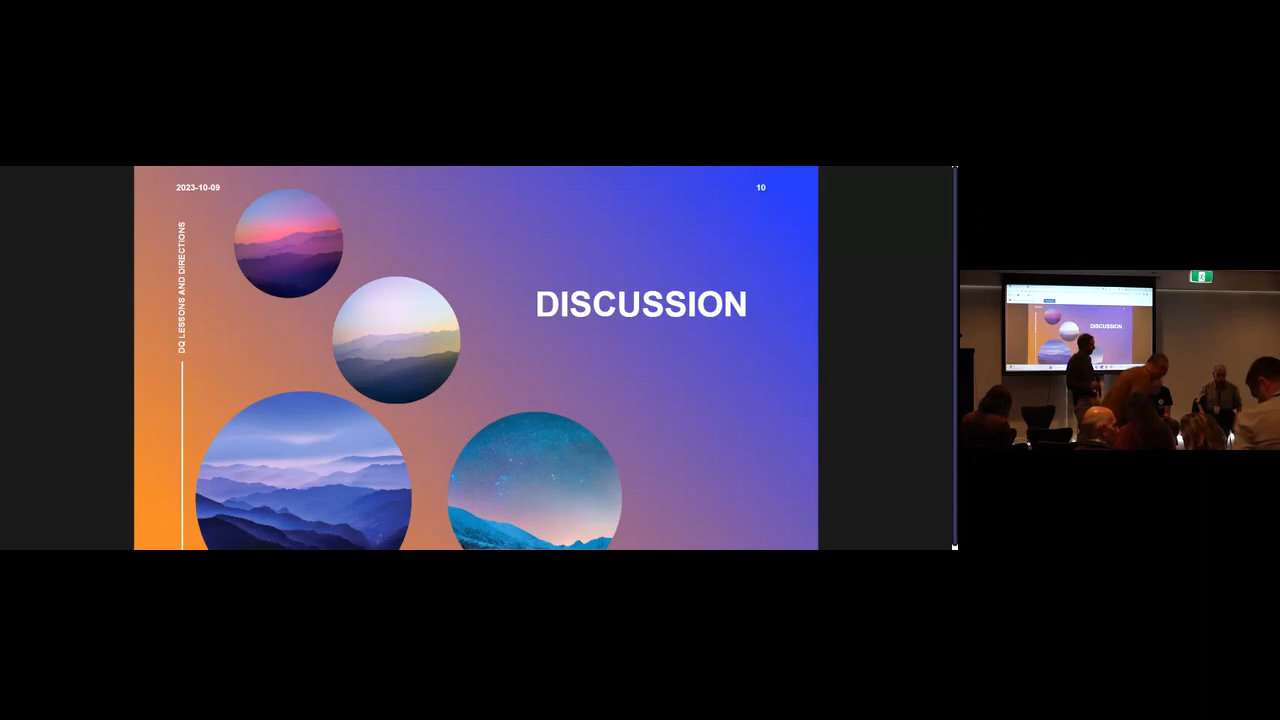 2023-10-09
10
DQ LESSONS AND DIRECTIONS
DISCUSSION
DISCUSSION